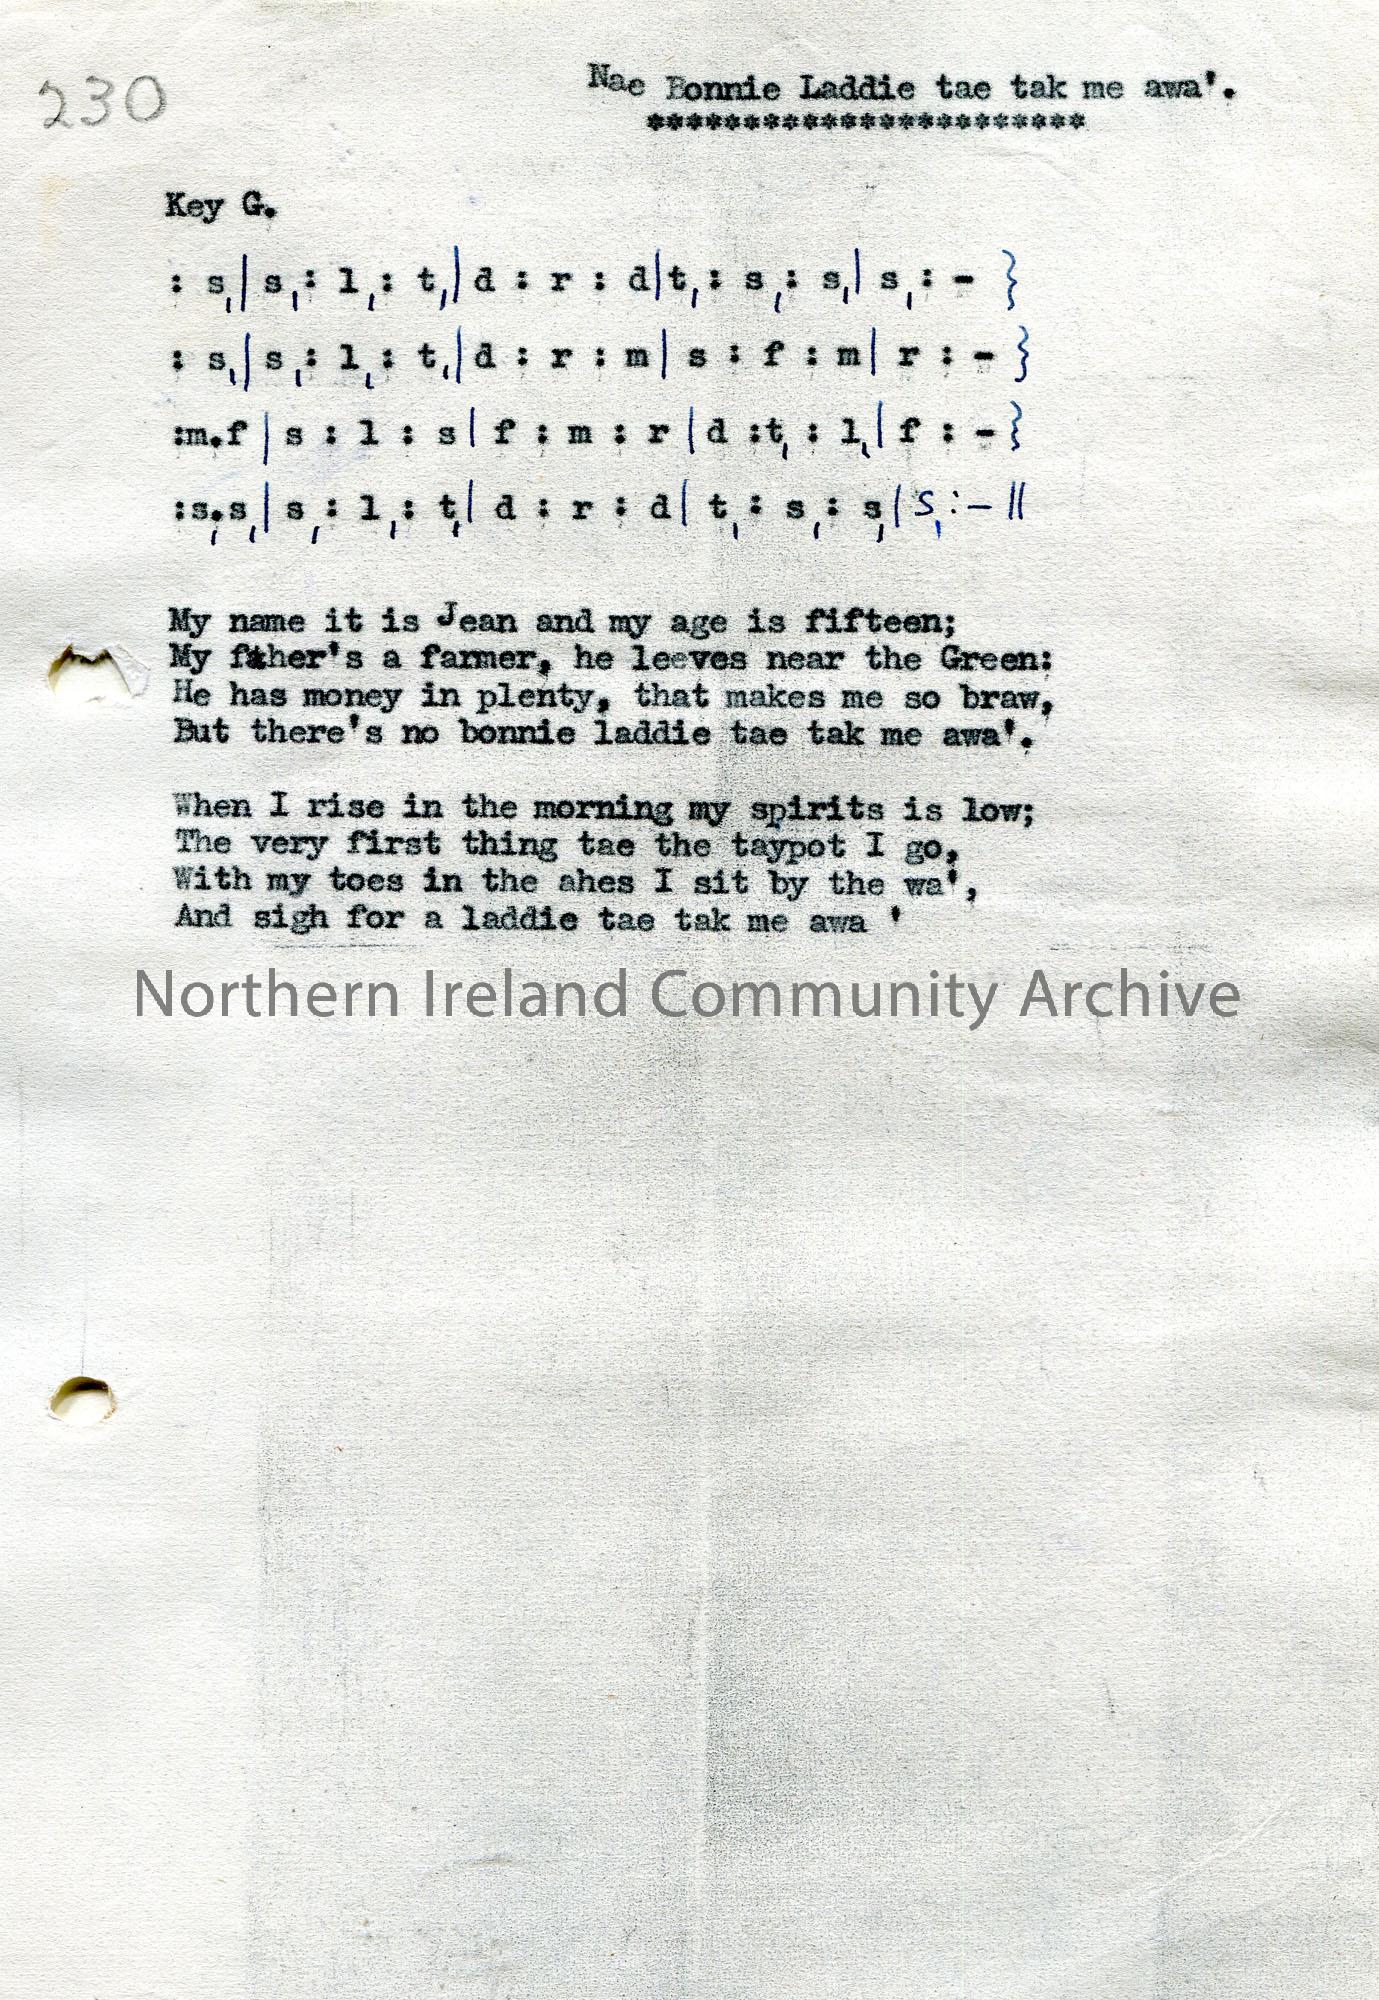 230
Nae Bonnie Laddie tae tak me awa'.
***********************
Key G.
: s,| s,: l,: t,| d : r : d| t,: s,: s,| s,: - }
: s,| s,: l,: t,| d : r : m| s : f : m| r : - }
:m.f | s : l : s| f : m : r| d :t, : l,| f : - }
:s,.s,| s,: l,: t,| d : r : d| t,: s,: s,| s,: - ||
My name it is Jean and my age is fifteen;
My father's a farmer, he leeves near the Green:
He has money in plenty, that makes me so braw,
But there's no bonnie laddie tae tak me awa'.
When I rise in the morning my spirits is low;
The very first thing tae the taypot I go,
With my toes in the ahes I sit by the wa',
And sigh for a laddie tae tak me awa '
Northern Ireland Community Archive